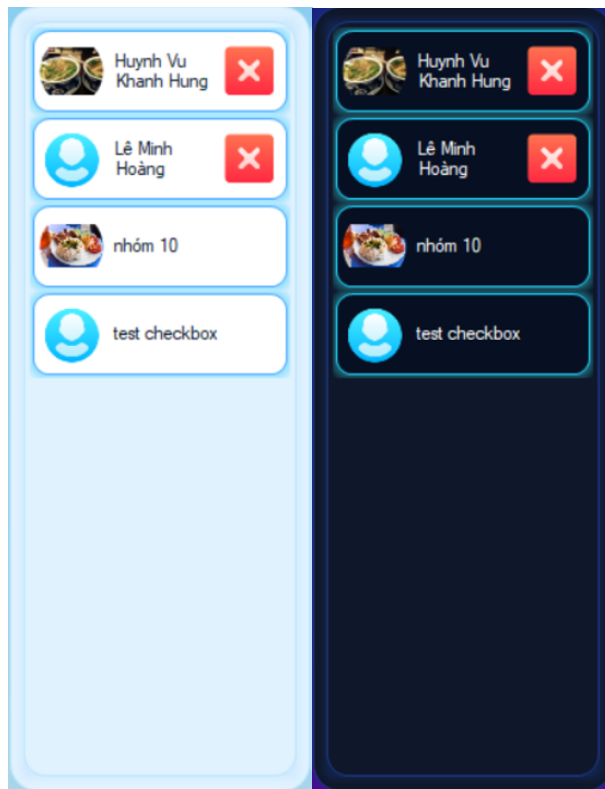 Huynh Vu
Khanh Hung
Lê Minh
Hoàng
nhóm 10
test checkbox
Huynh Vu
Khanh Hung
Lê Minh
Hoàng
nhóm 10
test checkbox